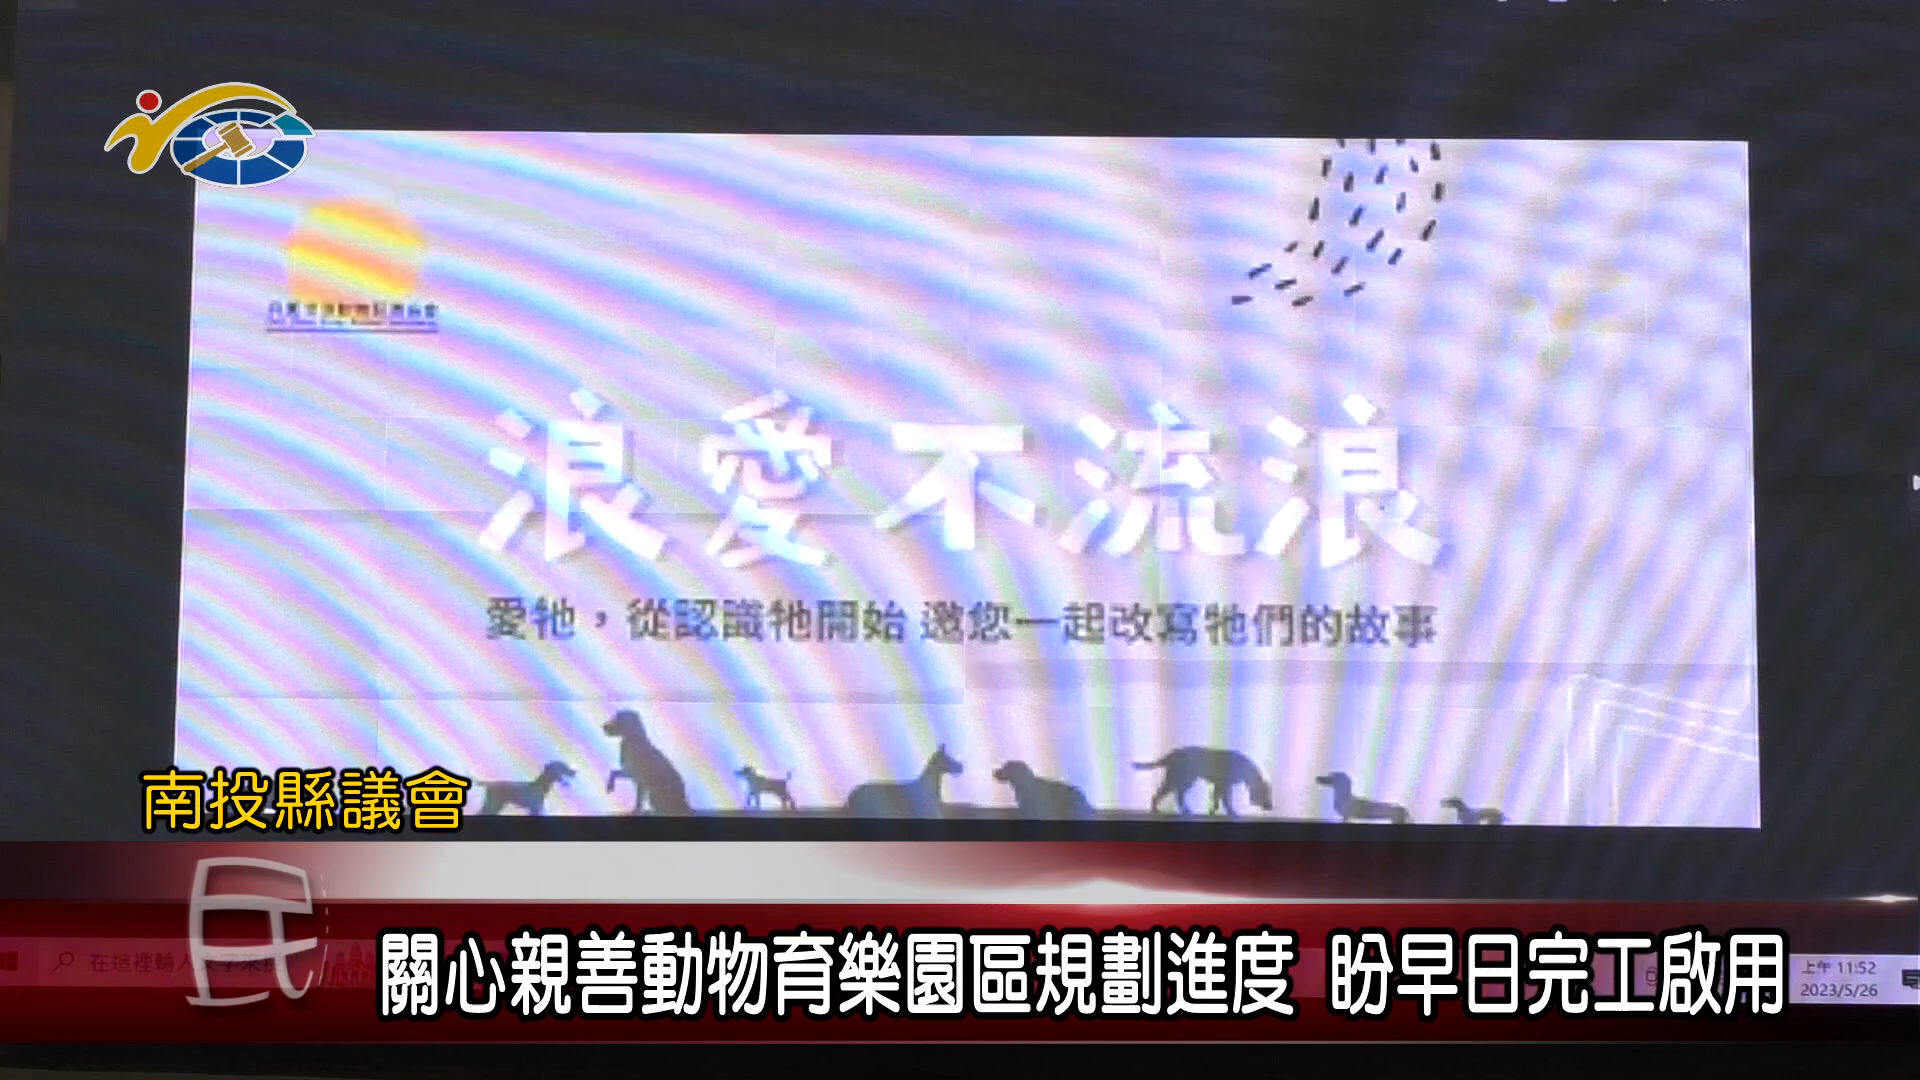 浪愛不流浪
愛牠，從認識牠開始 邀您一起改寫牠們的故事
南投縣議會
民
關心親善動物育樂園區規劃進度 盼早日完工啟用
上午 11:52
2023/5/26